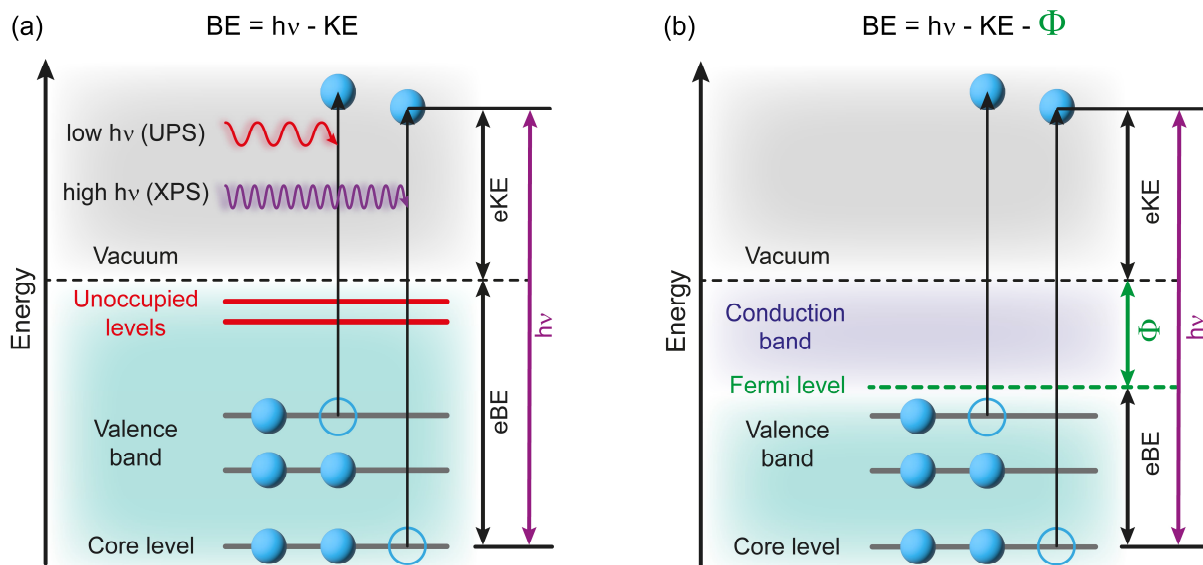 (a)
BE = hν - KE
low hν (UPS)
high hν (XPS)
Vacuum
Unoccupied
levels
Valence
band
Core level
Energy
eKE
eBE
hν
(b)
BE = hν - KE - Φ
Vacuum
Conduction
band
Fermi level
Valence
band
Core level
Energy
eKE
Φ
eBE
hν